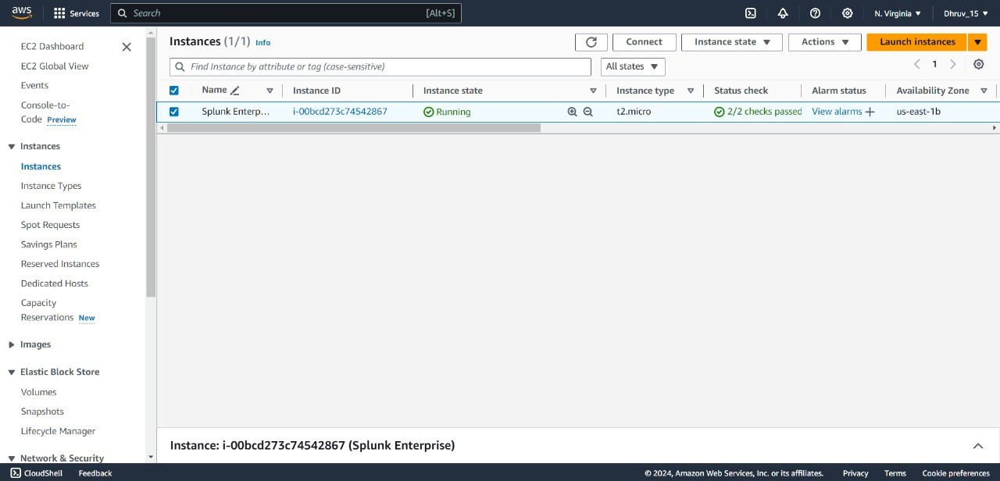 aws
Services
Search [Alt+S]
N. Virginia
Dhruv_15
EC2 Dashboard
EC2 Global View
Events
Console-to-
Code Preview
Instances
Instances
Instance Types
Launch Templates
Spot Requests
Savings Plans
Reserved Instances
Dedicated Hosts
Capacity
Reservations New
Images
Elastic Block Store
Volumes
Snapshots
Lifecycle Manager
Network & Security
Instances (1/1) Info
Connect
Instance state
Actions
Launch instances
Find Instance by attribute or tag (case-sensitive)
All states
1
Name Instance ID Instance state Instance type Status check Alarm status Availability Zone
Splunk Enterp... i-00bcd273c74542867 Running t2.micro 2/2 checks passed View alarms + us-east-1b
Instance: i-00bcd273c74542867 (Splunk Enterprise)
CloudShell Feedback © 2024, Amazon Web Services, Inc. or its affiliates. Privacy Terms Cookie preferences